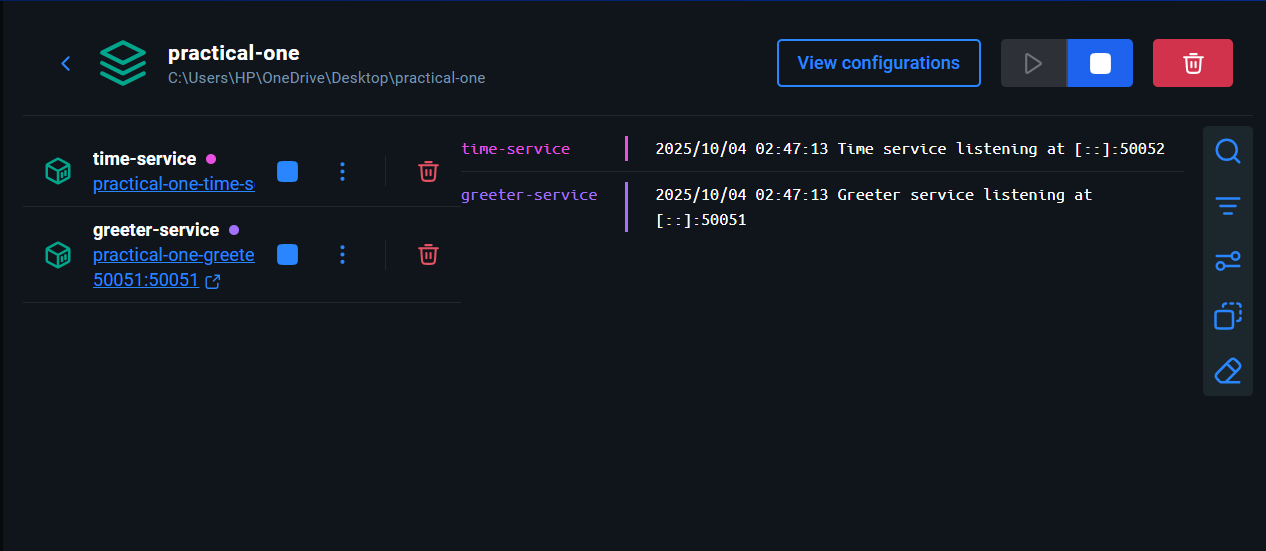 practical-one
C:\Users\HP\OneDrive\Desktop\practical-one
View configurations
time-service
practical-one-time-s
greeter-service
practical-one-greete
50051:50051
time-service 2025/10/04 02:47:13 Time service listening at [::]:50052
greeter-service 2025/10/04 02:47:13 Greeter service listening at
[::]:50051